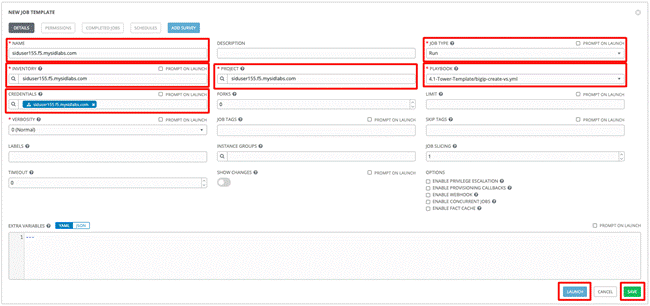 NEW JOB TEMPLATE
DETAILS PERMISSIONS COMPLETED JOBS SCHEDULES ADD SURVEY
* NAME DESCRIPTION * JOB TYPE PROMPT ON LAUNCH
siduser155.f5.mysidlabs.com Run
* INVENTORY PROMPT ON LAUNCH * PROJECT * PLAYBOOK
siduser155.f5.mysidlabs.com siduser155.f5.mysidlabs.com 4.1-Tower-Template/bigip-create-vs.yml
CREDENTIALS PROMPT ON LAUNCH FORKS LIMIT PROMPT ON LAUNCH
siduser155.f5.mysidlabs.com 0
* VERBOSITY PROMPT ON LAUNCH JOB TAGS PROMPT ON LAUNCH SKIP TAGS PROMPT ON LAUNCH
0 (Normal)
LABELS INSTANCE GROUPS JOB SLICING
1
TIMEOUT SHOW CHANGES PROMPT ON LAUNCH OPTIONS
0 ENABLE PRIVILEGE ESCALATION
ENABLE PROVISIONING CALLBACKS
ENABLE WEBHOOK
ENABLE CONCURRENT JOBS
ENABLE FACT CACHE
EXTRA VARIABLES YAML JSON PROMPT ON LAUNCH
1 ---
LAUNCH CANCEL SAVE